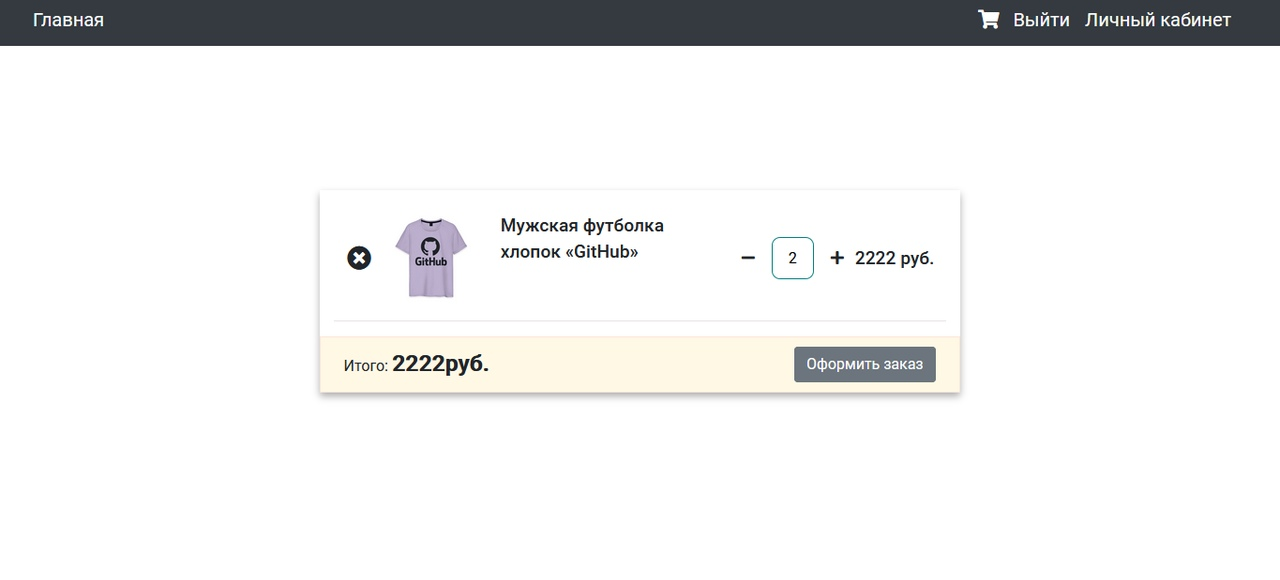 Главная
Выйти Личный кабинет
Мужская футболка
хлопок «GitHub»
GitHub
2
2222 руб.
Итого: 2222руб.
Оформить заказ